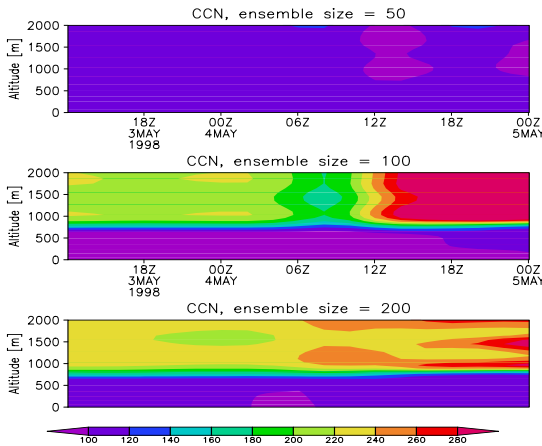 CCN, ensemble size = 50
Altitude [m]
2000
1500
1000
500
0
18Z 00Z 06Z 12Z 18Z 00Z
3MAY 4MAY 5MAY
1998
CCN, ensemble size = 100
Altitude [m]
2000
1500
1000
500
0
18Z 00Z 06Z 12Z 18Z 00Z
3MAY 4MAY 5MAY
1998
CCN, ensemble size = 200
Altitude [m]
2000
1500
1000
500
0
100 120 140 160 180 200 220 240 260 280